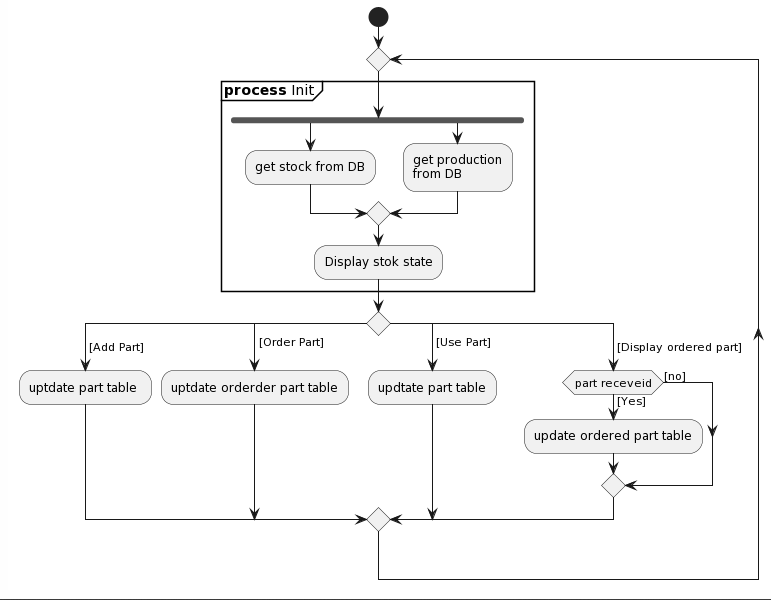 process Init
get stock from DB
get production
from DB
Display stok state
[Add Part]
[Order Part]
[Use Part]
[Display ordered part]
uptdate part table
uptdate orderder part table
updtate part table
part receveid
[no]
[Yes]
update ordered part table